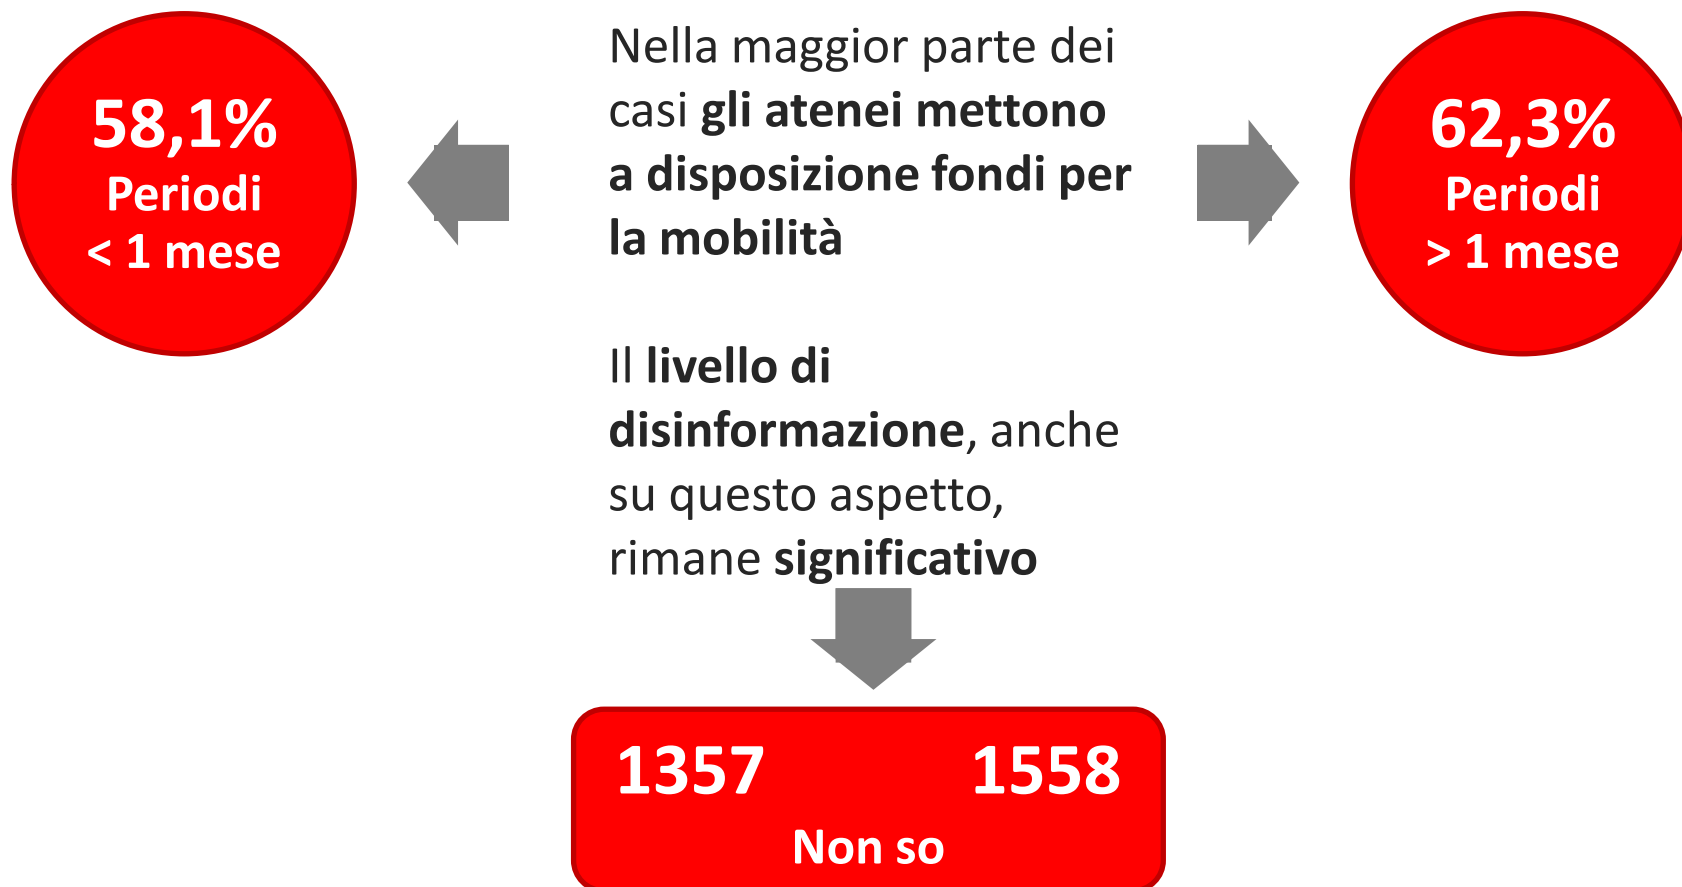 58,1%
Periodi
< 1 mese
Nella maggior parte dei
casi gli atenei mettono
a disposizione fondi per
la mobilità
62,3%
Periodi
> 1 mese
Il livello di
disinformazione, anche
su questo aspetto,
rimane significativo
1357 1558
Non so